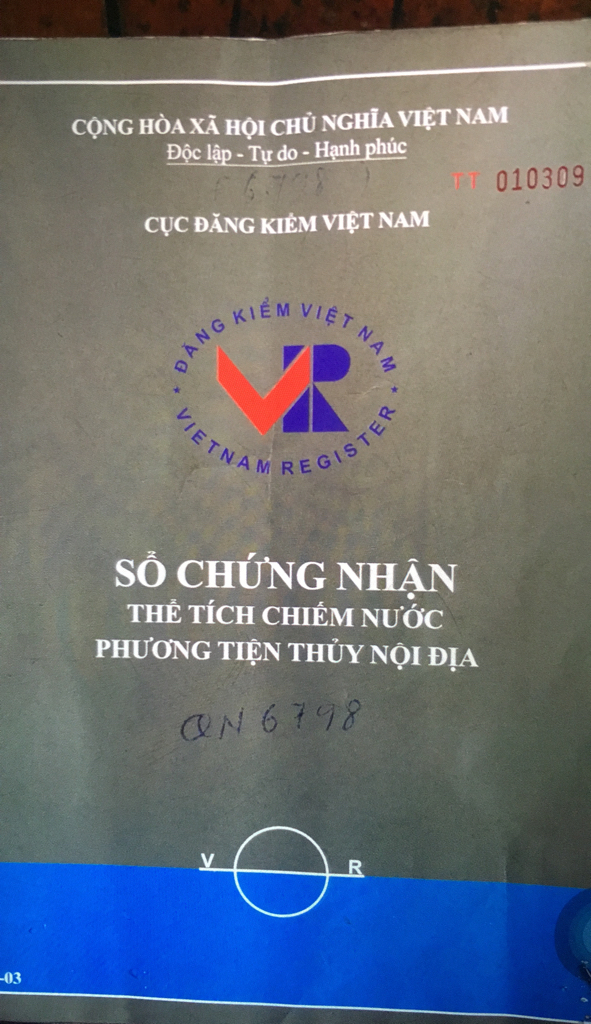 CỘNG HÒA XÃ HỘI CHỦ NGHĨA VIỆT NAM
Độc lập - Tự do - Hạnh phúc
TT 010309
CỤC ĐĂNG KIỂM VIỆT NAM
ĐĂNG KIỂM VIỆT NAM
VR
VIETNAM REGISTER
SỔ CHỨNG NHẬN
THỂ TÍCH CHIẾM NƯỚC
PHƯƠNG TIỆN THỦY NỘI ĐỊA
QN 6798
V R
-03